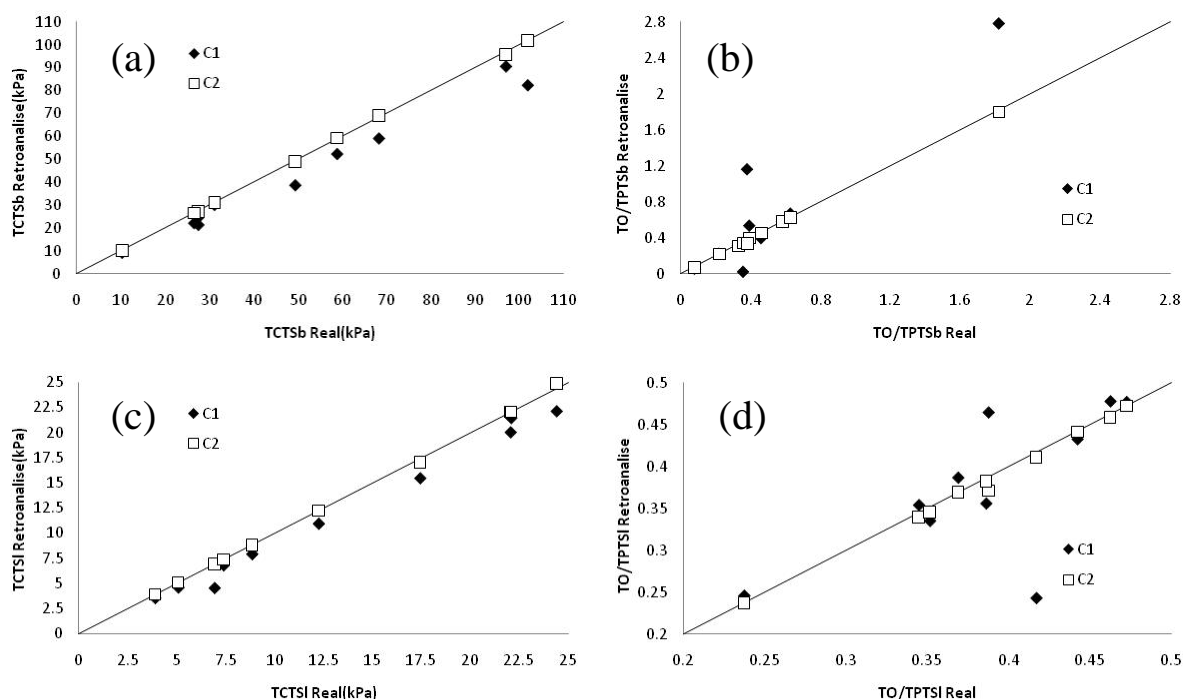 (a)
C1
C2
TCTSb Retroanalise(kPa)
110
100
90
80
70
60
50
40
30
20
10
0
0 10 20 30 40 50 60 70 80 90 100 110
TCTSb Real(kPa)
(b)
C1
C2
TO/TPTSb Retroanalise
2.8
2.4
2
1.6
1.2
0.8
0.4
0
0 0.4 0.8 1.2 1.6 2 2.4 2.8
TO/TPTSb Real
(c)
C1
C2
TCTSl Retroanalise(kPa)
25
22.5
20
17.5
15
12.5
10
7.5
5
2.5
0
0 2.5 5 7.5 10 12.5 15 17.5 20 22.5 25
TCTSl Real(kPa)
(d)
C1
C2
TO/TPTSl Retroanalise
0.5
0.45
0.4
0.35
0.3
0.25
0.2
0.2 0.25 0.3 0.35 0.4 0.45 0.5
TO/TPTSl Real